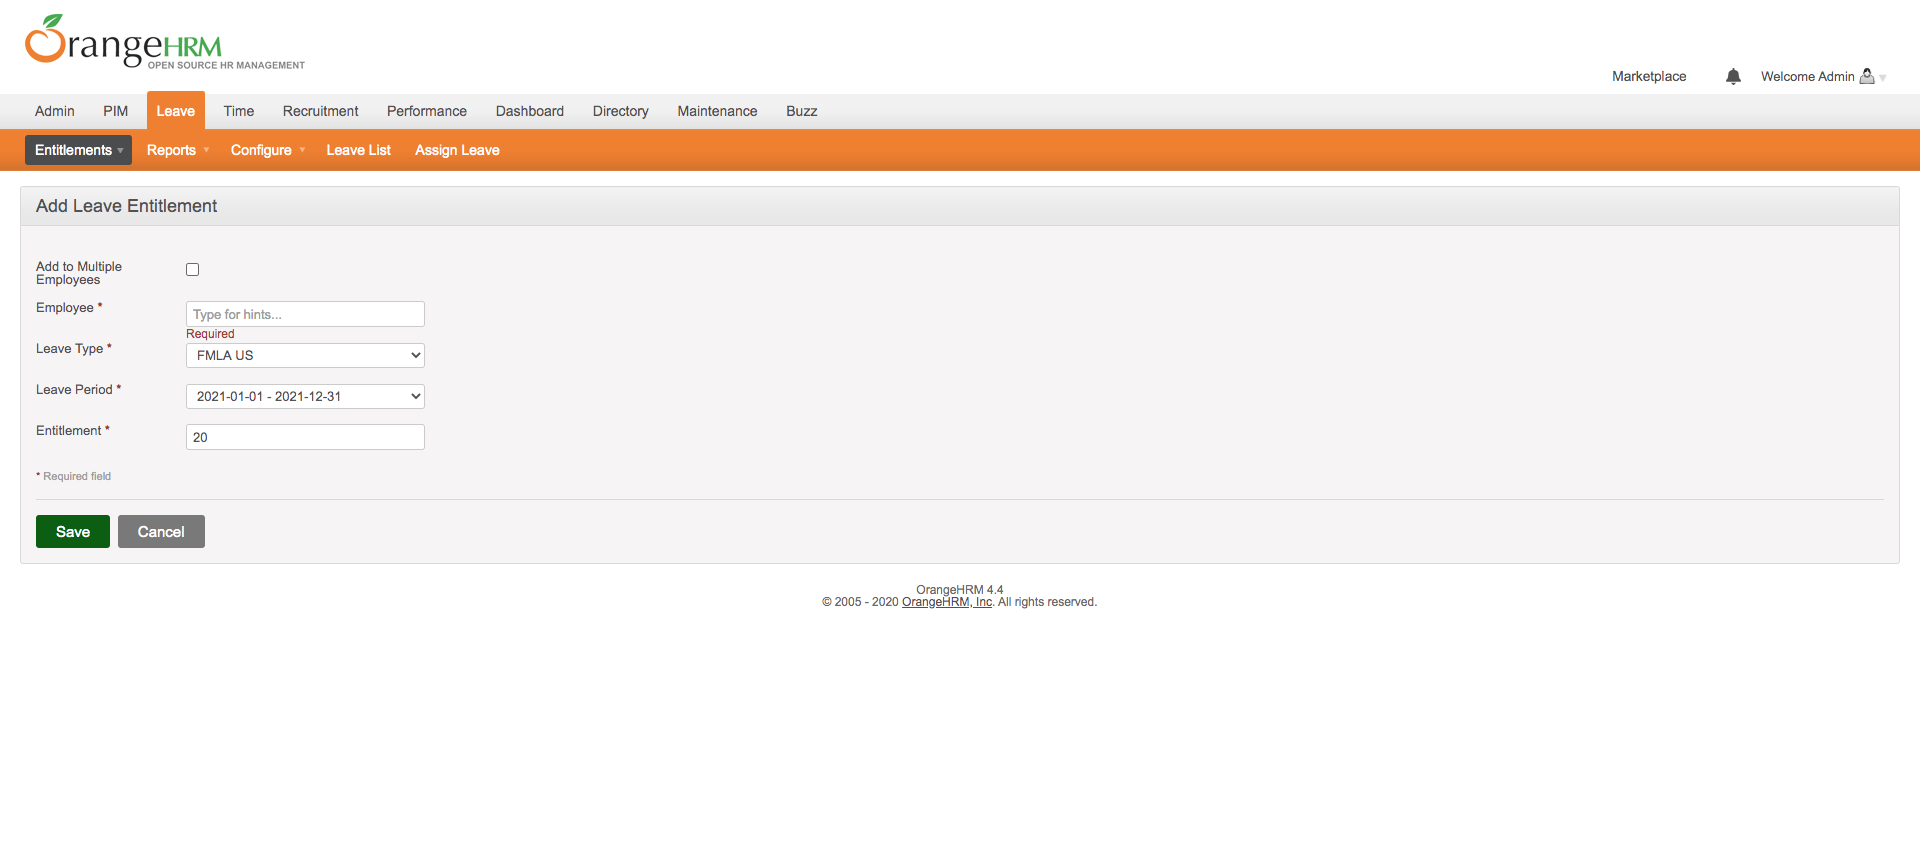 OrangeHRM
OPEN SOURCE HR MANAGEMENT
Marketplace
Welcome Admin
Admin PIM Leave Time Recruitment Performance Dashboard Directory Maintenance Buzz
Entitlements Reports Configure Leave List Assign Leave
Add Leave Entitlement
Add to Multiple
Employees
Employee *
Type for hints...
Required
Leave Type *
FMLA US
Leave Period *
2021-01-01 - 2021-12-31
Entitlement *
20
* Required field
Save Cancel
OrangeHRM 4.4
© 2005 - 2020 OrangeHRM, Inc. All rights reserved.